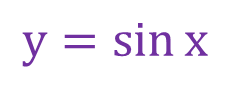 y = sin x